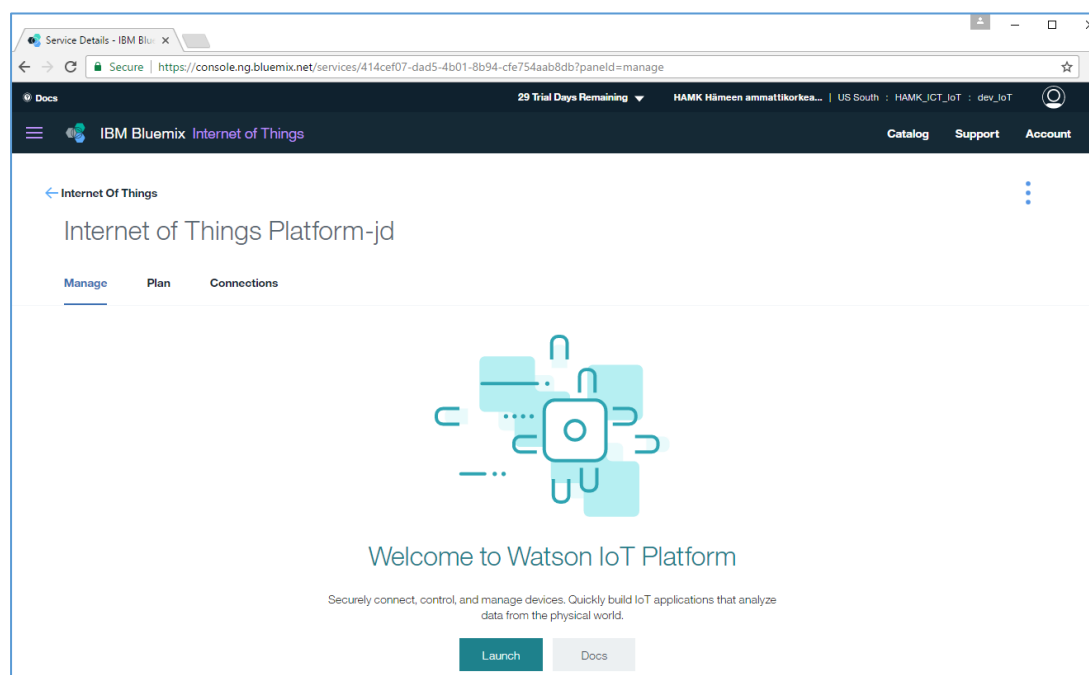 Service Details - IBM Blue
Secure | https://console.ng.bluemix.net/services/414cef07-dad5-4b01-8b94-cfe754aab8db?paneId=manage
Docs 29 Trial Days Remaining HAMK Hämeen ammattikorkea... | US South : HAMK_ICT_IoT : dev_IoT
IBM Bluemix Internet of Things Catalog Support Account
Internet Of Things
Internet of Things Platform-jd
Manage Plan Connections
Welcome to Watson IoT Platform
Securely connect, control, and manage devices. Quickly build IoT applications that analyze
data from the physical world.
Launch Docs